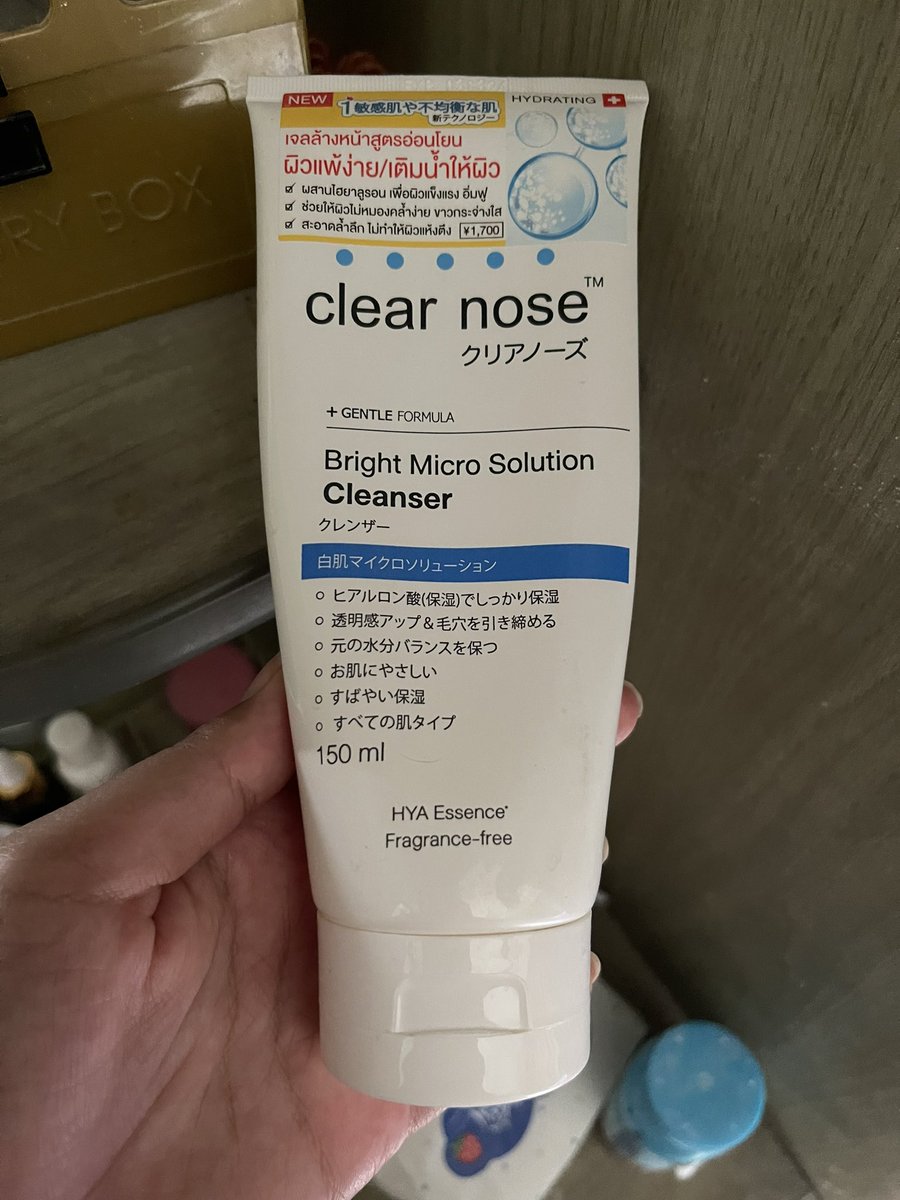 RY BOX
NEW
1 敏感肌や不均衡な肌
新テクノロジー
HYDRATING
เจลล้างหน้าสูตรอ่อนโยน
ผิวแพ้ง่าย/เติมน้ำให้ผิว
ผสานไฮยาลูรอน เพื่อผิวแข็งแรง อิ่มฟู
ช่วยให้ผิวไม่หมองคล้ำง่าย ขาวกระจ่างใส
สะอาดล้ำลึก ไม่ทำให้ผิวแห้งตึง ¥1,700
clear nose™
クリアノーズ
+ GENTLE FORMULA
Bright Micro Solution
Cleanser
クレンザー
白肌マイクロソリューション
○ ヒアルロン酸(保湿)でしっかり保湿
○ 透明感アップ&毛穴を引き締める
○ 元の水分バランスを保つ
○ お肌にやさしい
○ すばやい保湿
○ すべての肌タイプ
150 ml
HYA Essence*
Fragrance-free